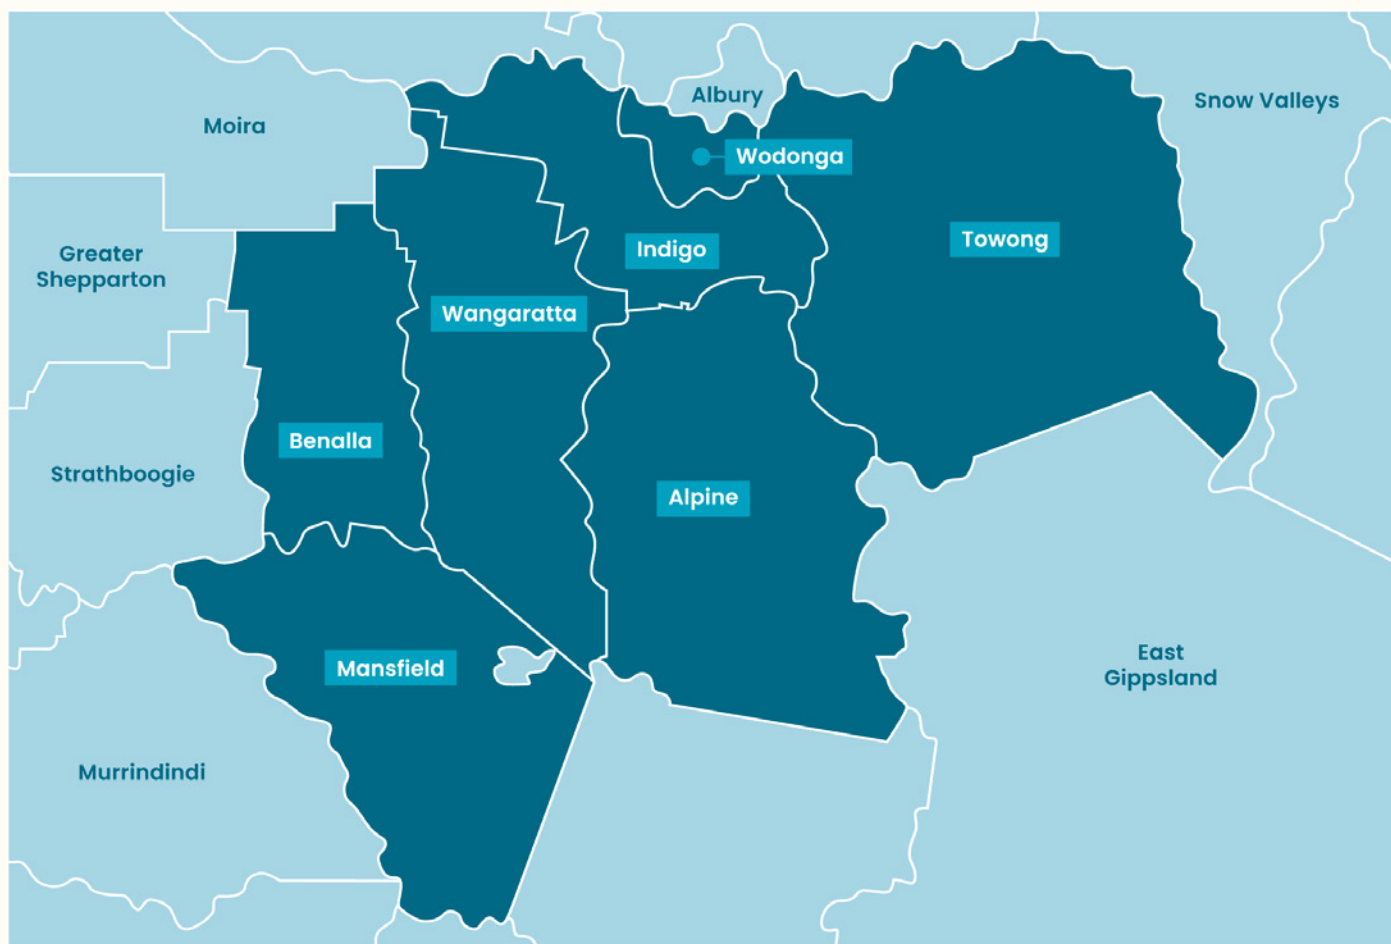 Albury
Snow Valleys
Moira
Wodonga
Towong
Indigo
Greater
Shepparton
Wangaratta
Benalla
Strathboogie
Alpine
East
Gippsland
Mansfield
Murrindindi